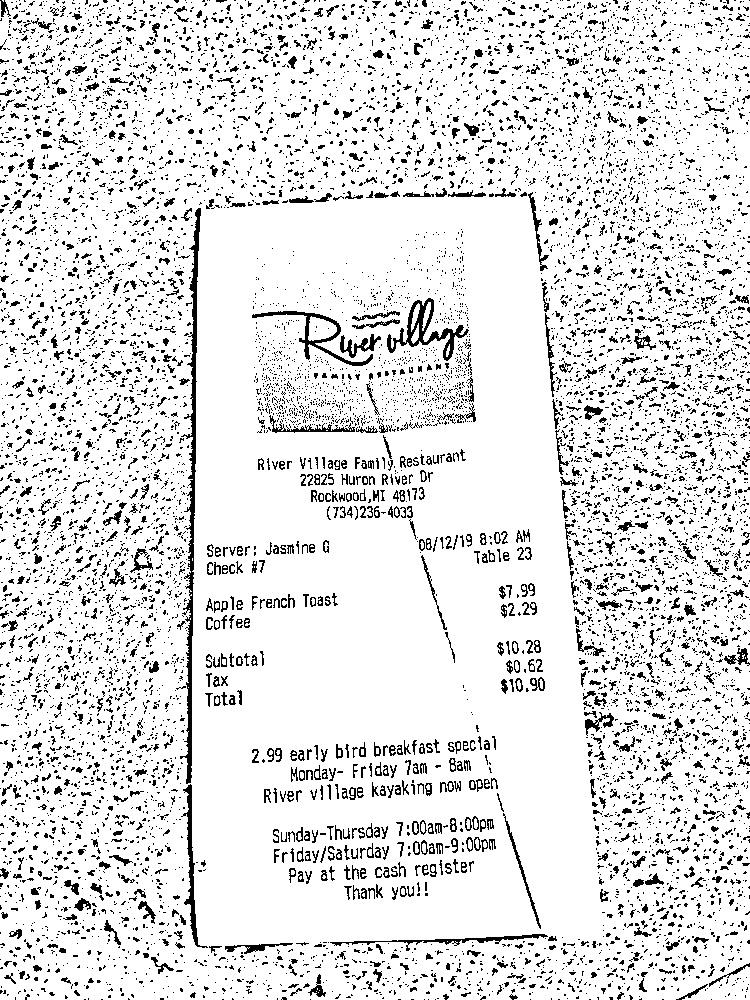 River village
FAMILY RESTAURANT
River Village Family Restaurant
22825 Huron River Dr
Rockwood,MI 48173
(734)236-4033
Server: Jasmine G 08/12/19 8:02 AM
Check #7 Table 23
Apple French Toast $7.99
Coffee $2.29
Subtotal $10.28
Tax $0.62
Total $10.90
2.99 early bird breakfast special
Monday- Friday 7am - 8am
River village kayaking now open
Sunday-Thursday 7:00am-8:00pm
Friday/Saturday 7:00am-9:00pm
Pay at the cash register
Thank you!!